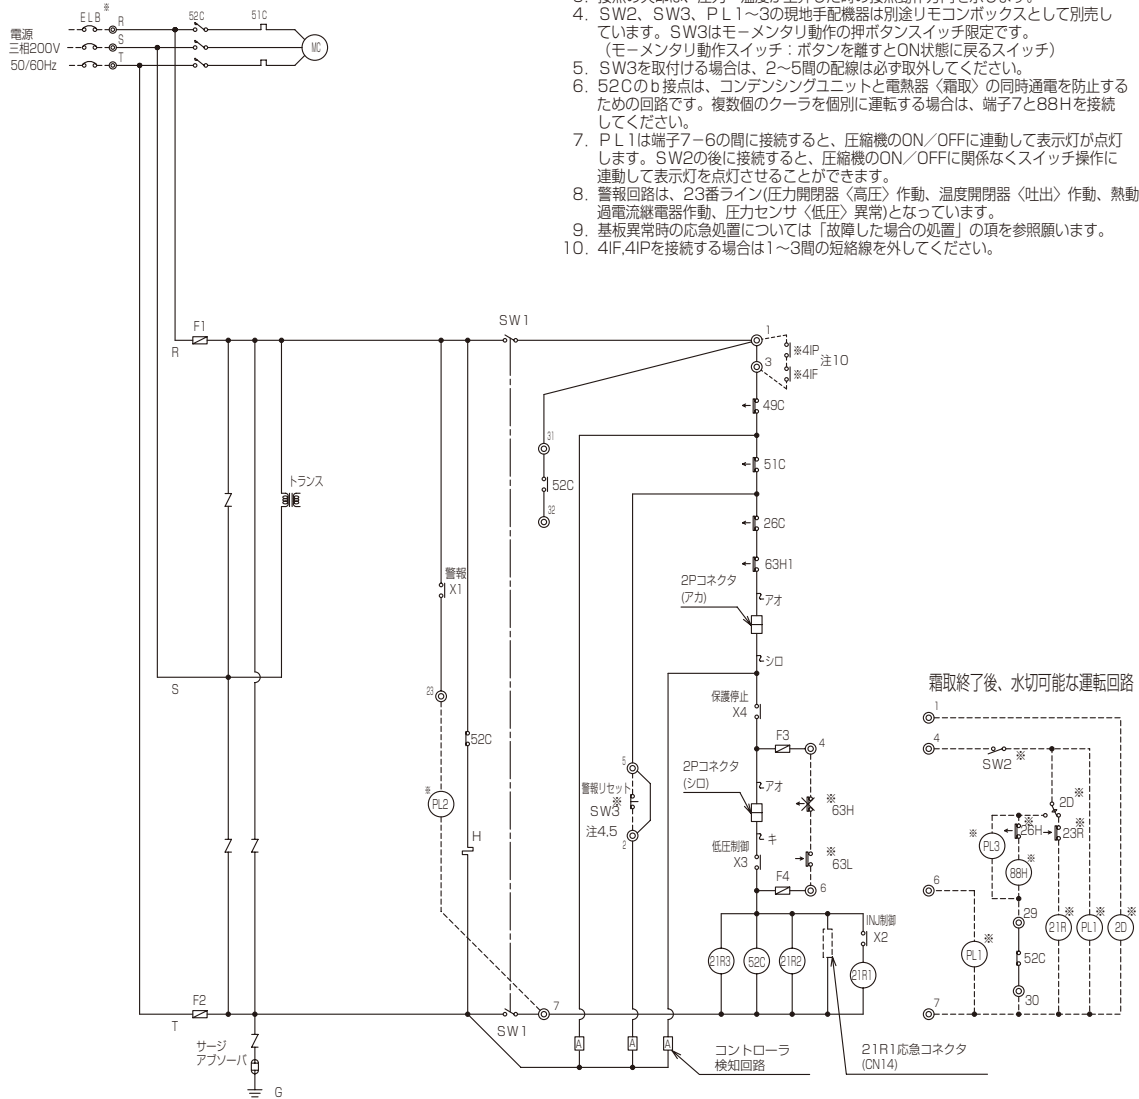 3. 接点の矢印は、圧力・温度が上昇した時の接点動作方向を示します。
4. SW2、SW3、PL1～3の現地手配機器は別途リモコンボックスとして別売し
ています。SW3はモーメンタリ動作の押ボタンスイッチ限定です。
（モーメンタリ動作スイッチ：ボタンを離すとON状態に戻るスイッチ）
5. SW3を取付ける場合は、2～5間の配線は必ず取外してください。
6. 52Cのb接点は、コンデンシングユニットと電熱器〈霜取〉の同時通電を防止する
ための回路です。複数個のクーラを個別に運転する場合は、端子7と88Hを接続
してください。
7. PL1は端子7−6の間に接続すると、圧縮機のON／OFFに連動して表示灯が点灯
します。SW2の後に接続すると、圧縮機のON／OFFに関係なくスイッチ操作に
連動して表示灯を点灯させることができます。
8. 警報回路は、23番ライン(圧力開閉器〈高圧〉作動、温度開閉器〈吐出〉作動、熱動
過電流継電器作動、圧力センサ〈低圧〉異常)となっています。
9. 基板異常時の応急処置については「故障した場合の処置」の項を参照願います。
10. 4IF,4IPを接続する場合は1～3間の短絡線を外してください。
電源
三相200V
50/60Hz
ELB ※
R
S
T
52C
51C
MC
F1
R
SW1
1
3
※4IP
※4IF
注10
49C
51C
26C
63H1
31
52C
32
トランス
警報
X1
23
※
PL2
52C
H
S
2Pコネクタ
(アカ)
アオ
シロ
保護停止
X4
F3
4
2Pコネクタ
(シロ)
アオ
キ
※
63H
※
63L
低圧制御
X3
F4
6
5
警報リセット
※
SW3
注4,5
2
INJ制御
X2
21R3
52C
21R2
21R1
F2
T
SW1
7
サージ
アブソーバ
G
A
A
A
コントローラ
検知回路
21R1応急コネクタ
(CN14)
霜取終了後、水切可能な運転回路
1
4
SW2 ※
2D ※
※
26H
※
23R
※
PL3
88H ※
6
29
52C
30
PL1 ※
21R ※
PL1 ※
2D ※
7